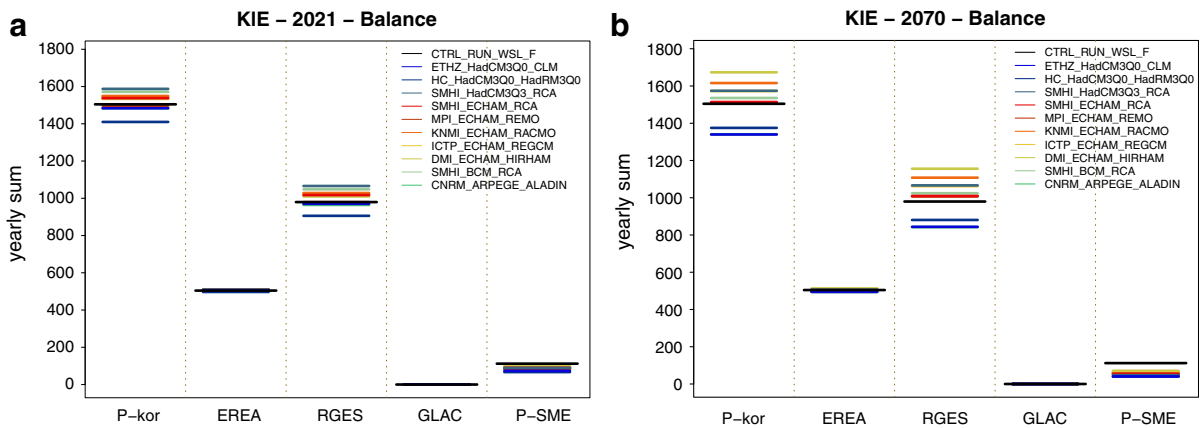 a
KIE − 2021 − Balance
yearly sum
1800
1600
1400
1200
1000
800
600
400
200
0
CTRL_RUN_WSL_F
ETHZ_HadCM3Q0_CLM
HC_HadCM3Q0_HadRM3Q0
SMHI_HadCM3Q3_RCA
SMHI_ECHAM_RCA
MPI_ECHAM_REMO
KNMI_ECHAM_RACMO
ICTP_ECHAM_REGCM
DMI_ECHAM_HIRHAM
SMHI_BCM_RCA
CNRM_ARPEGE_ALADIN
P−kor EREA RGES GLAC P−SME
b
KIE − 2070 − Balance
yearly sum
1800
1600
1400
1200
1000
800
600
400
200
0
CTRL_RUN_WSL_F
ETHZ_HadCM3Q0_CLM
HC_HadCM3Q0_HadRM3Q0
SMHI_HadCM3Q3_RCA
SMHI_ECHAM_RCA
MPI_ECHAM_REMO
KNMI_ECHAM_RACMO
ICTP_ECHAM_REGCM
DMI_ECHAM_HIRHAM
SMHI_BCM_RCA
CNRM_ARPEGE_ALADIN
P−kor EREA RGES GLAC P−SME